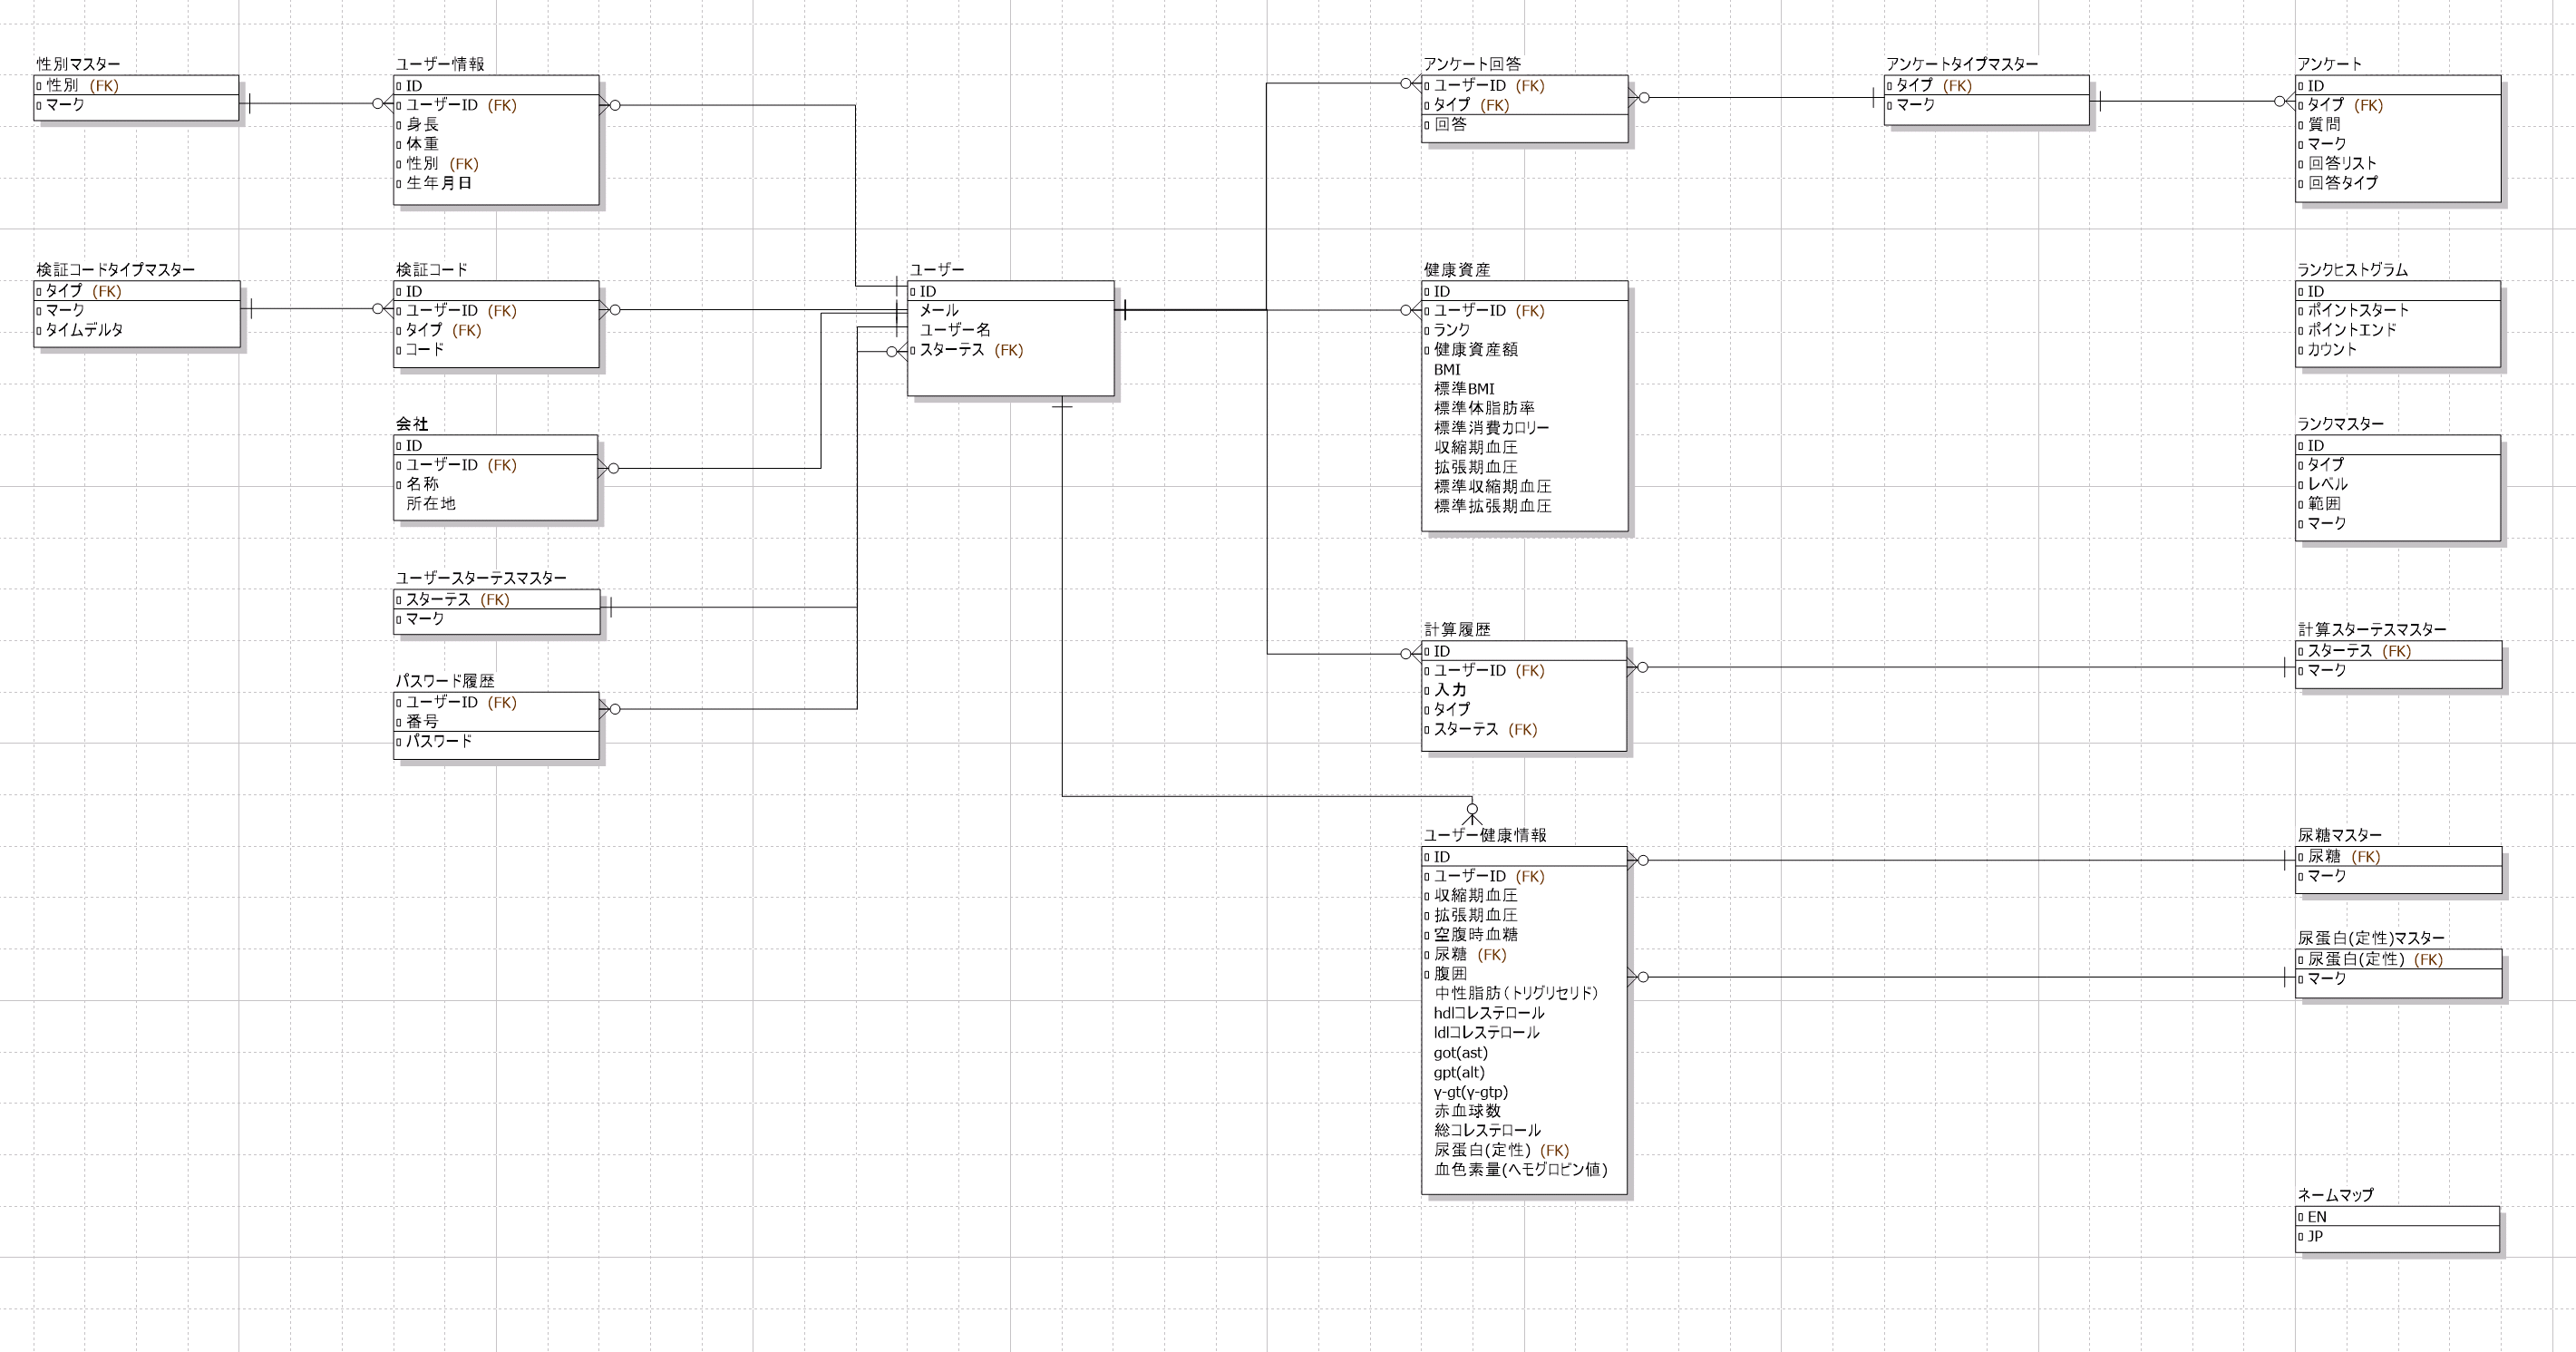 性別マスター
性別 (FK)
マーク
ユーザー情報
ID
ユーザーID (FK)
身長
体重
性別 (FK)
生年月日
検証コードタイプマスター
タイプ (FK)
マーク
タイムデルタ
検証コード
ID
ユーザーID (FK)
タイプ (FK)
コード
会社
ID
ユーザーID (FK)
名称
所在地
ユーザースターテスマスター
スターテス (FK)
マーク
パスワード履歴
ユーザーID (FK)
番号
パスワード
ユーザー
ID
メール
ユーザー名
スターテス (FK)
アンケート回答
ユーザーID (FK)
タイプ (FK)
回答
健康資産
ID
ユーザーID (FK)
ランク
健康資産額
BMI
標準BMI
標準体脂肪率
標準消費カロリー
収縮期血圧
拡張期血圧
標準収縮期血圧
標準拡張期血圧
計算履歴
ID
ユーザーID (FK)
入力
タイプ
スターテス (FK)
ユーザー健康情報
ID
ユーザーID (FK)
収縮期血圧
拡張期血圧
空腹時血糖
尿糖 (FK)
腹囲
中性脂肪(トリグリセリド)
hdlコレステロール
ldlコレステロール
got(ast)
gpt(alt)
γ-gt(γ-gtp)
赤血球数
総コレステロール
尿蛋白(定性) (FK)
血色素量(ヘモグロビン値)
アンケートタイプマスター
タイプ (FK)
マーク
アンケート
ID
タイプ (FK)
質問
マーク
回答リスト
回答タイプ
ランクヒストグラム
ID
ポイントスタート
ポイントエンド
カウント
ランクマスター
ID
タイプ
レベル
範囲
マーク
計算スターテスマスター
スターテス (FK)
マーク
尿糖マスター
尿糖 (FK)
マーク
尿蛋白(定性)マスター
尿蛋白(定性) (FK)
マーク
ネームマップ
EN
JP